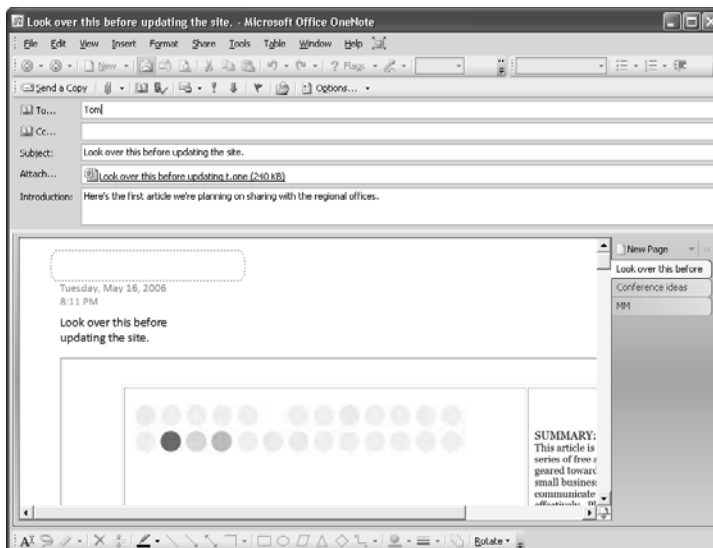 Look over this before updating the site. - Microsoft Office OneNote
File Edit View Insert Format Share Tools Table Window Help
New Flags
Send a Copy Options...
To... Tom
Cc...
Subject: Look over this before updating the site.
Attach... Look over this before updating t.one (240 KB)
Introduction: Here's the first article we're planning on sharing with the regional offices.
New Page
Look over this before
Conference ideas
MM
Tuesday, May 16, 2006
8:11 PM
Look over this before
updating the site.
SUMMARY:
This article is
series of free
geared toward
small business
communicate
Rotate